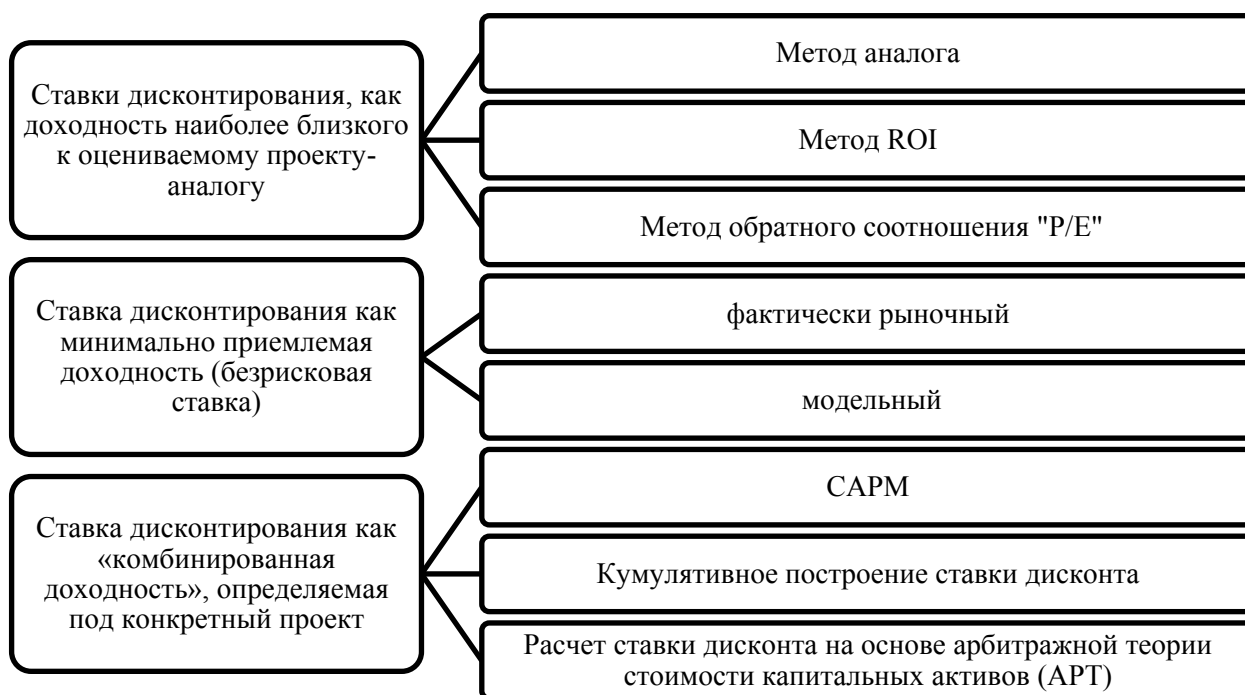 Ставки дисконтирования, как
доходность наиболее близкого
к оцениваемому проекту-
аналогу
Метод аналога
Метод ROI
Метод обратного соотношения "P/E"
Ставка дисконтирования как
минимально приемлемая
доходность (безрисковая
ставка)
фактически рыночный
модельный
Ставка дисконтирования как
«комбинированная
доходность», определяемая
под конкретный проект
CAPM
Кумулятивное построение ставки дисконта
Расчет ставки дисконта на основе арбитражной теории
стоимости капитальных активов (APT)